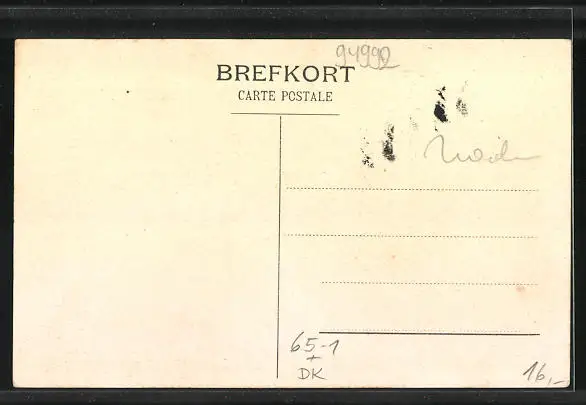 94992
BREFKORT
CARTE POSTALE
65-1
DK
16,-